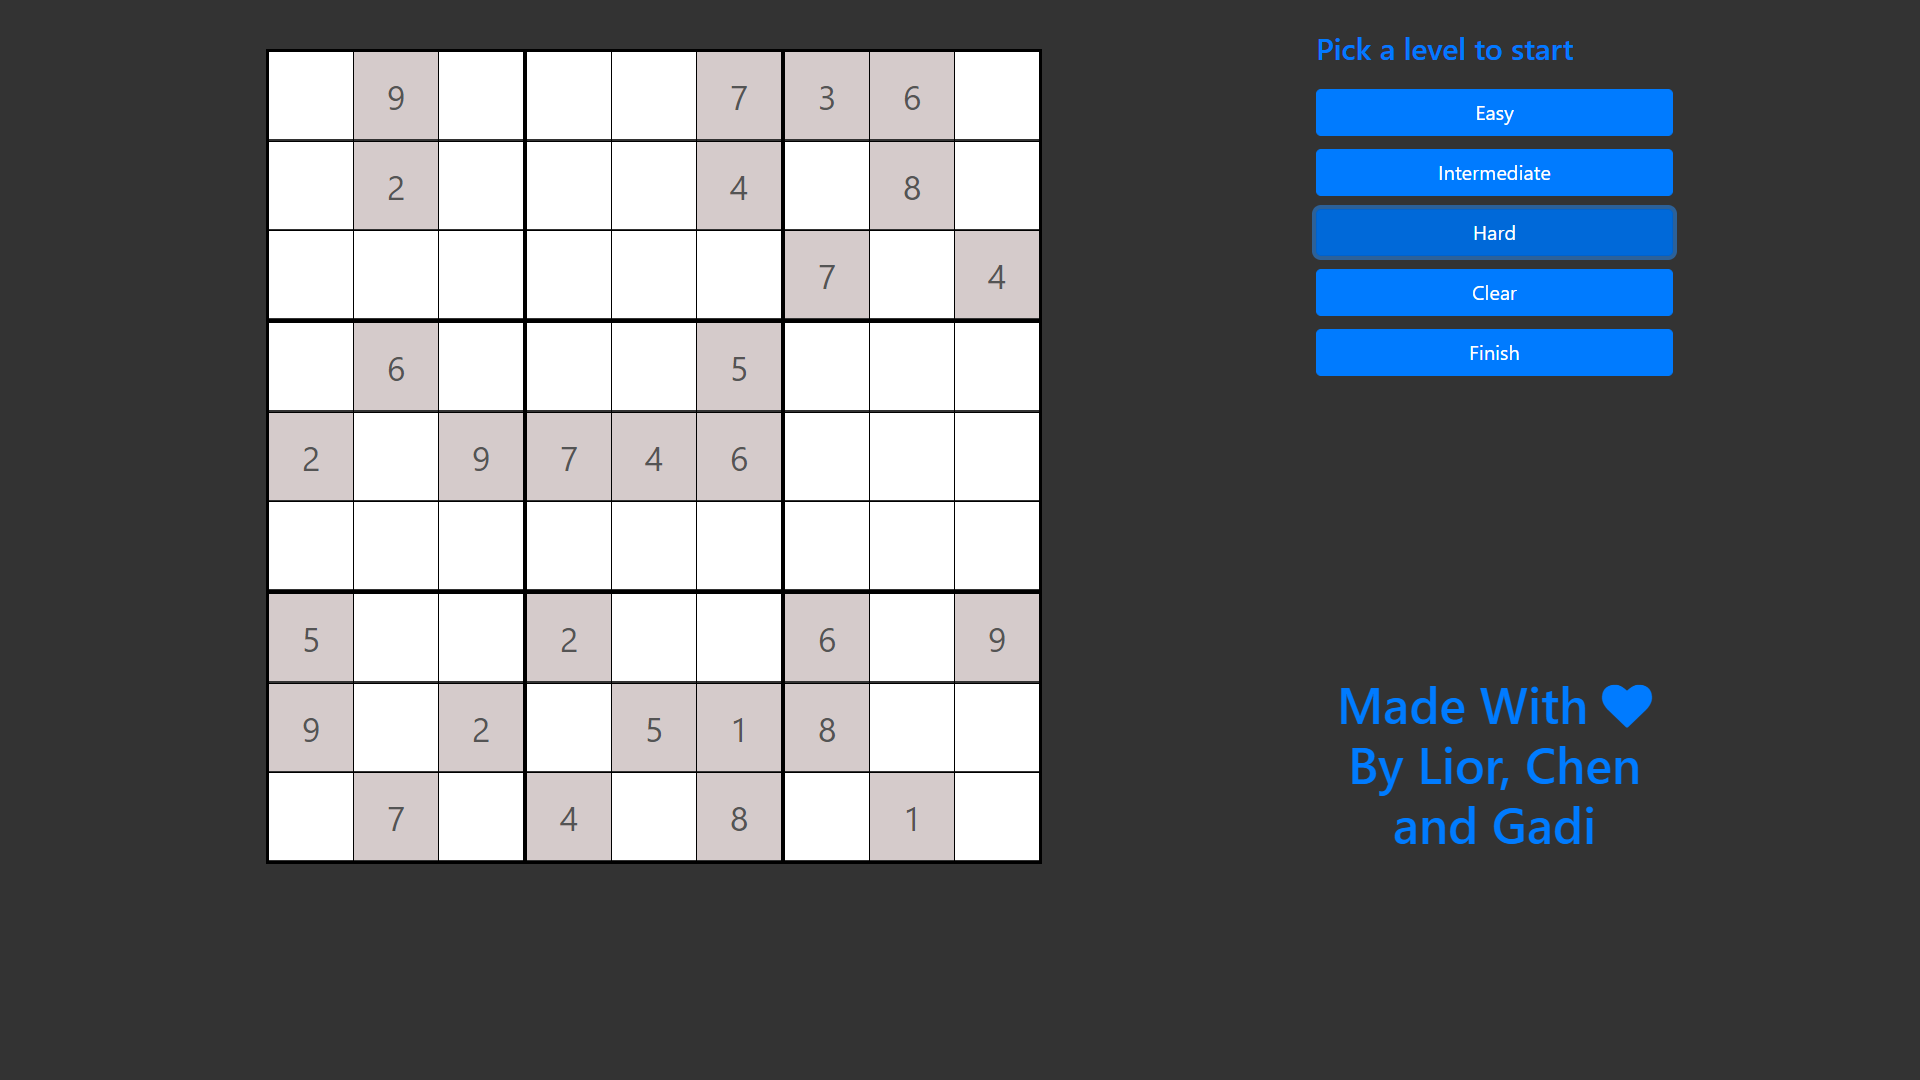 9 7 3 6
2 4 8
7 4
6 5
2 9 7 4 6
5 2 6 9
9 2 5 1 8
7 4 8 1
Pick a level to start
Easy
Intermediate
Hard
Clear
Finish
Made With
By Lior, Chen
and Gadi